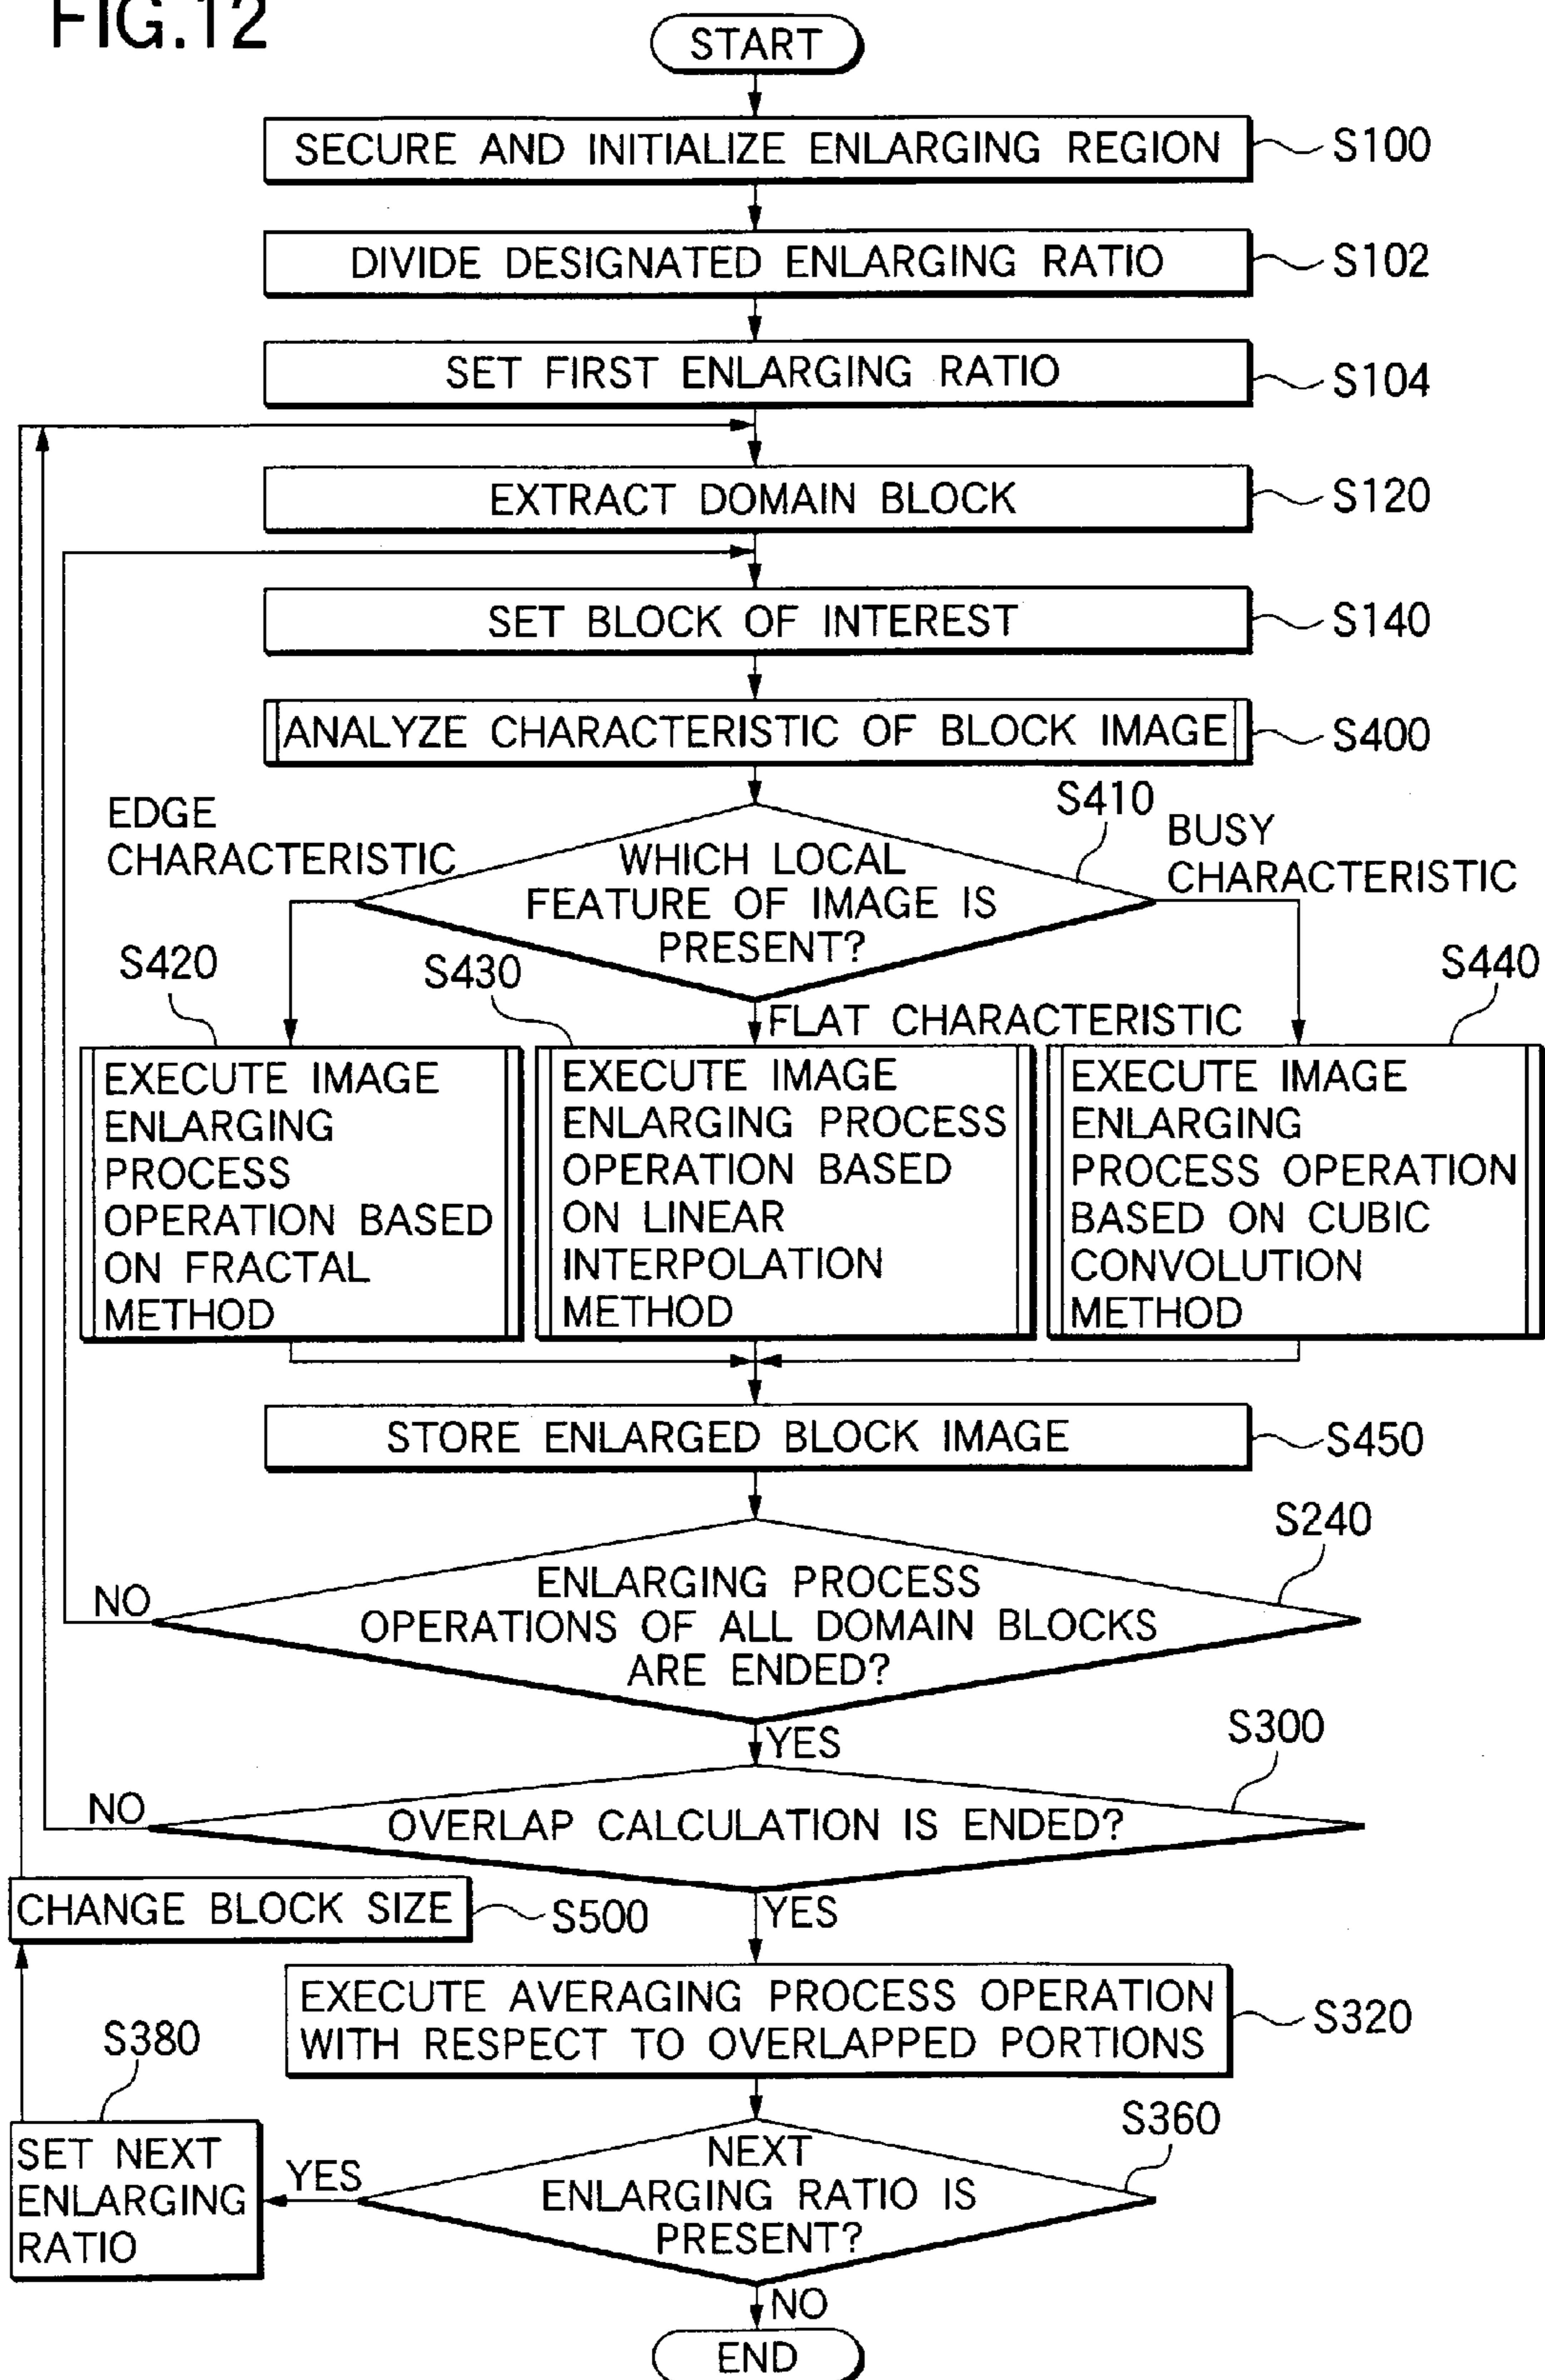 FIG.12
START
SECURE AND INITIALIZE ENLARGING REGION
S100
DIVIDE DESIGNATED ENLARGING RATIO
S102
SET FIRST ENLARGING RATIO
S104
EXTRACT DOMAIN BLOCK
S120
SET BLOCK OF INTEREST
S140
ANALYZE CHARACTERISTIC OF BLOCK IMAGE
S400
EDGE
CHARACTERISTIC
WHICH LOCAL
FEATURE OF IMAGE IS
PRESENT?
S410
BUSY
CHARACTERISTIC
S420
S430
FLAT CHARACTERISTIC
S440
EXECUTE IMAGE
ENLARGING
PROCESS
OPERATION BASED
ON FRACTAL
METHOD
EXECUTE IMAGE
ENLARGING PROCESS
OPERATION BASED
ON LINEAR
INTERPOLATION
METHOD
EXECUTE IMAGE
ENLARGING
PROCESS OPERATION
BASED ON CUBIC
CONVOLUTION
METHOD
STORE ENLARGED BLOCK IMAGE
S450
S240
ENLARGING PROCESS
OPERATIONS OF ALL DOMAIN BLOCKS
ARE ENDED?
NO
YES
S300
OVERLAP CALCULATION IS ENDED?
NO
YES
CHANGE BLOCK SIZE
S500
EXECUTE AVERAGING PROCESS OPERATION
WITH RESPECT TO OVERLAPPED PORTIONS
S320
S380
SET NEXT
ENLARGING
RATIO
YES
NEXT
ENLARGING RATIO IS
PRESENT?
S360
NO
END